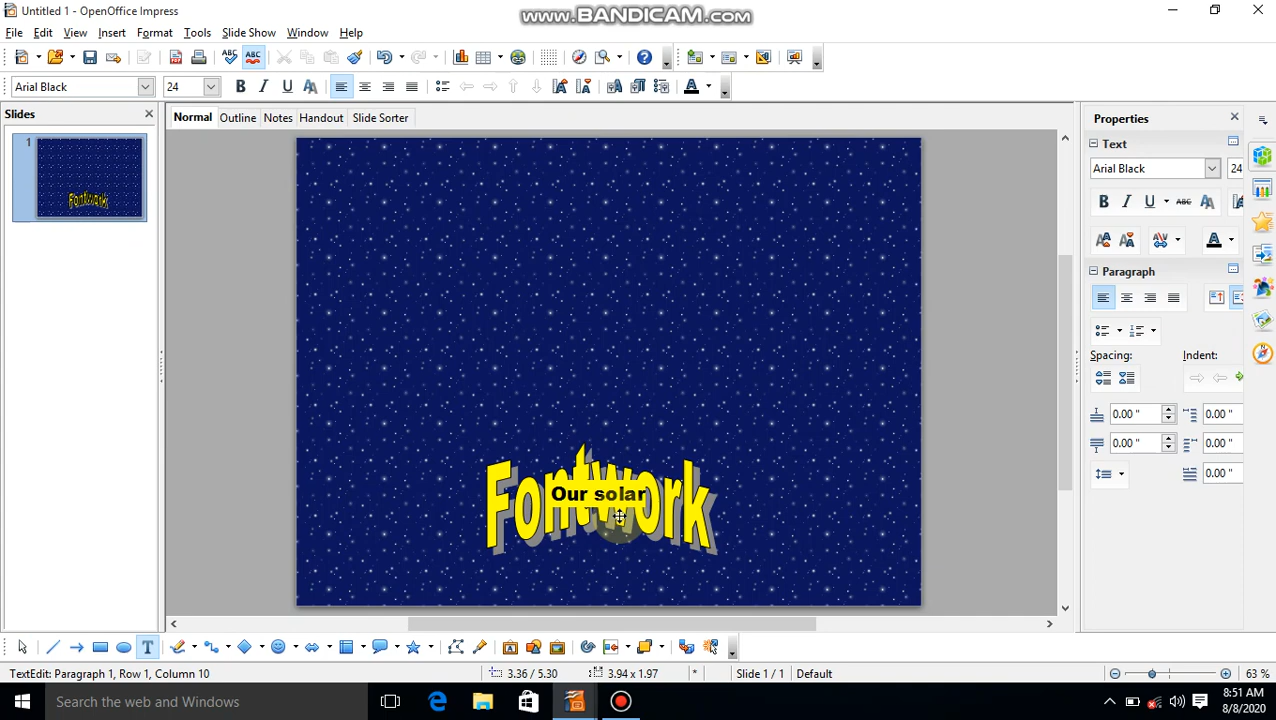 Untitled 1 - OpenOffice Impress
www.BANDICAM.com
File Edit View Insert Format Tools Slide Show Window Help
Arial Black 24
Slides
Normal Outline Notes Handout Slide Sorter
Properties
1
Text
Arial Black 24
Paragraph
Spacing: Indent:
0.00 " 0.00 "
0.00 " 0.00 "
0.00 "
Fontwork
Fontwork
Our solar
TextEdit: Paragraph 1, Row 1, Column 10 3.36 / 5.30 3.94 x 1.97 * Slide 1 / 1 Default 63 %
Search the web and Windows
8:51 AM
8/8/2020